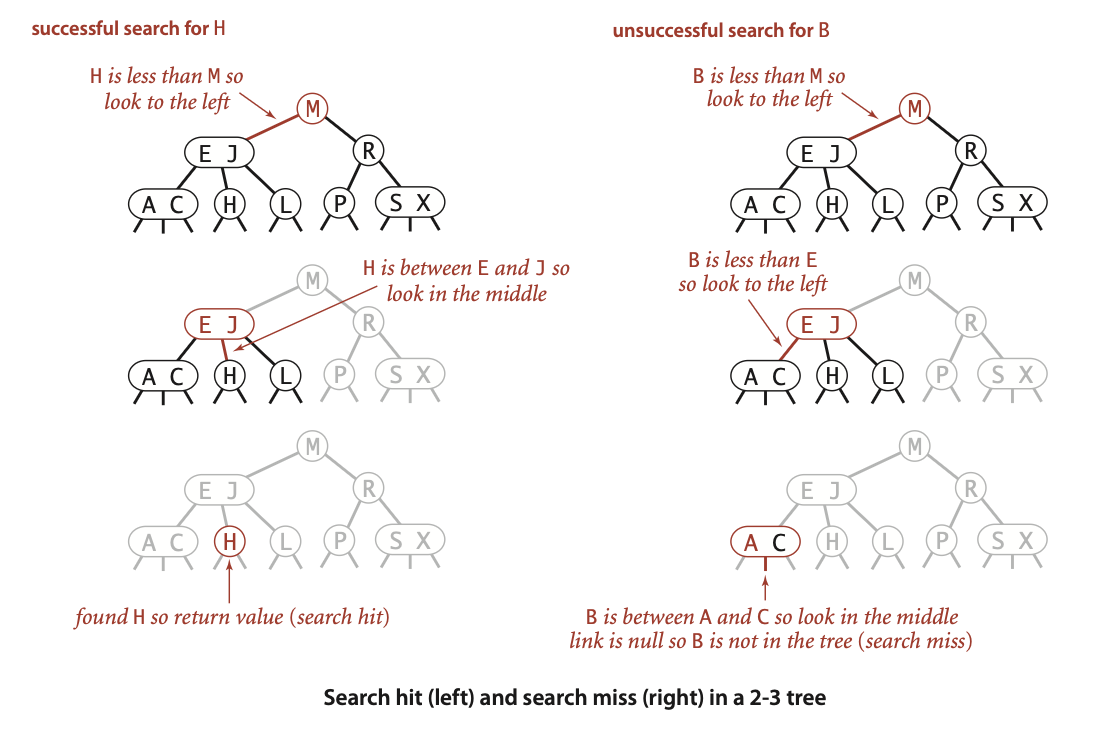 successful search for H
H is less than M so
look to the left
M
E J
R
A C
H
L
P
S X
H is between E and J so
look in the middle
M
E J
R
A C
H
L
P
S X
M
E J
R
A C
H
L
P
S X
found H so return value (search hit)
unsuccessful search for B
B is less than M so
look to the left
M
E J
R
A C
H
L
P
S X
B is less than E
so look to the left
M
E J
R
A C
H
L
P
S X
M
E J
R
A C
H
L
P
S X
B is between A and C so look in the middle
link is null so B is not in the tree (search miss)
Search hit (left) and search miss (right) in a 2-3 tree